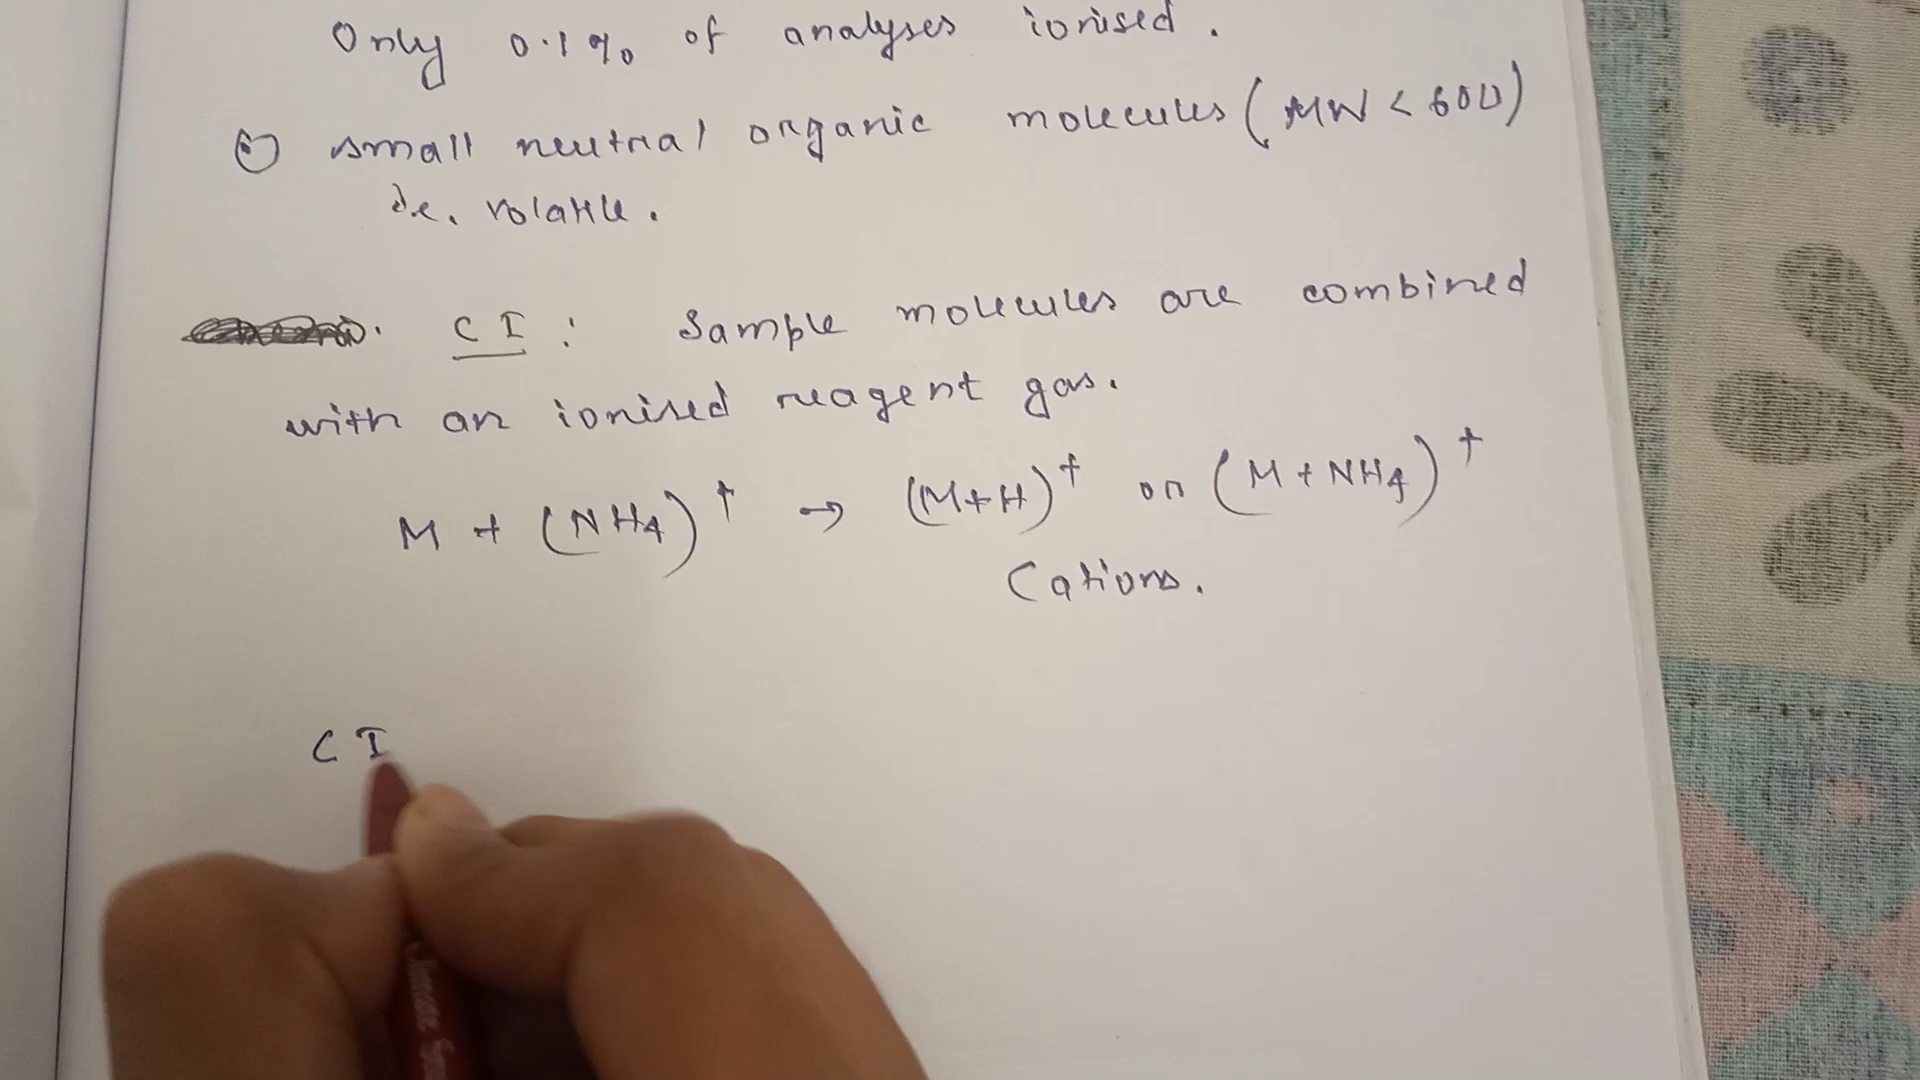 Only 0.1% of analyses ionised.
small neutral organic molecules (MW < 600)
i.e. volatile.
CI : Sample molecules are combined
with an ionised reagent gas.
M + (NH4)+ → (M+H)+ or (M+NH4)+
Cations.
CI